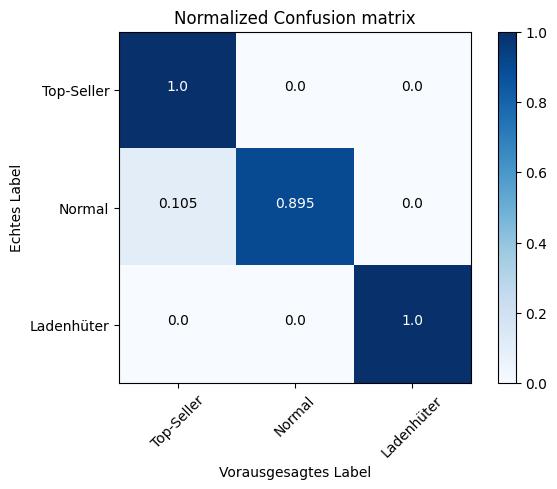 Normalized Confusion matrix
Echtes Label
Top-Seller 1.0 0.0 0.0
Normal 0.105 0.895 0.0
Ladenhüter 0.0 0.0 1.0
Top-Seller Normal Ladenhüter
Vorausgesagtes Label
1.0
0.8
0.6
0.4
0.2
0.0